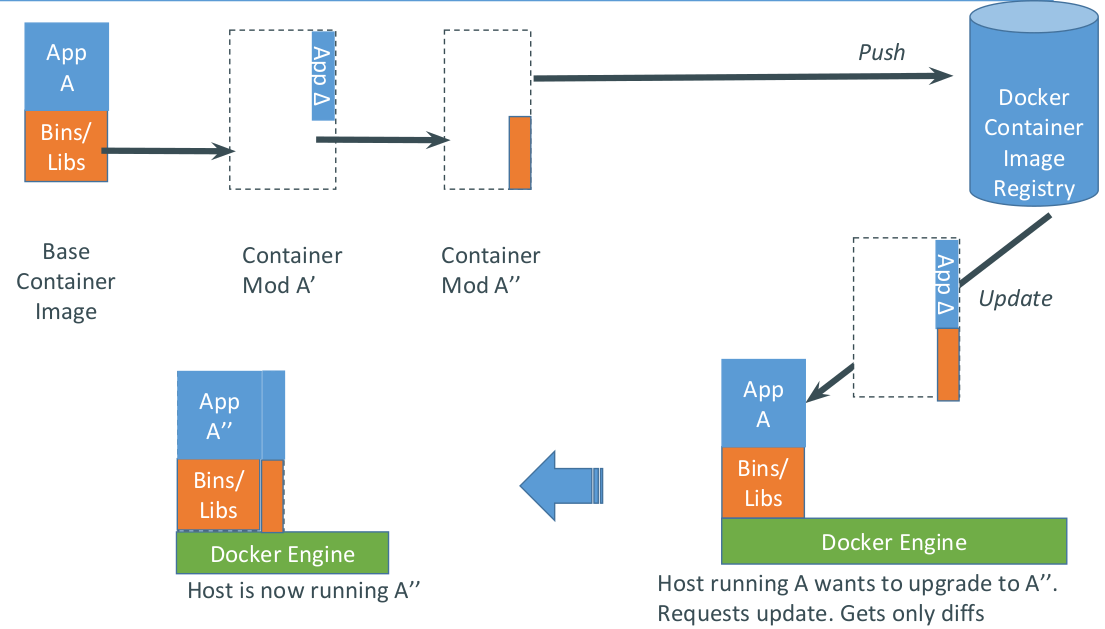 App
A
Bins/
Libs
App Δ
Push
Docker
Container
Image
Registry
Base
Container
Image
Container
Mod A’
Container
Mod A’’
App Δ
Update
App
A’’
Bins/
Libs
Docker Engine
Host is now running A’’
App
A
Bins/
Libs
Docker Engine
Host running A wants to upgrade to A’’.
Requests update. Gets only diffs